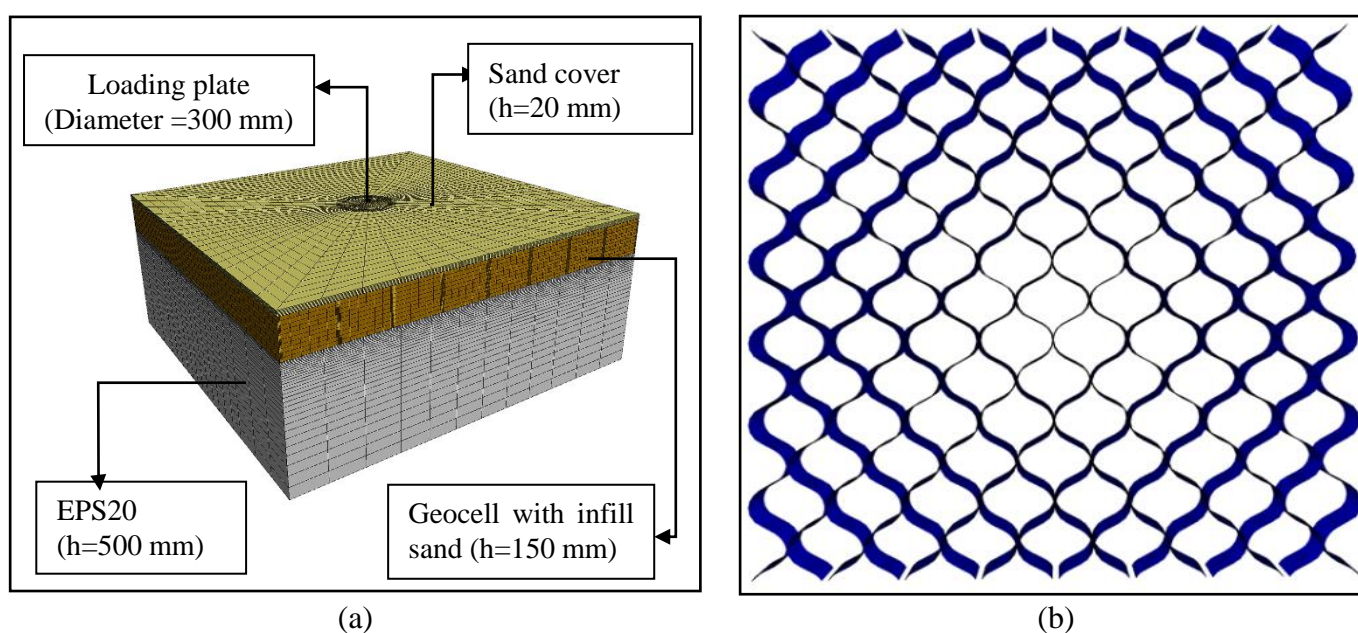 Loading plate
(Diameter =300 mm)
Sand cover
(h=20 mm)
EPS20
(h=500 mm)
Geocell with infill
sand (h=150 mm)
(a)
(b)